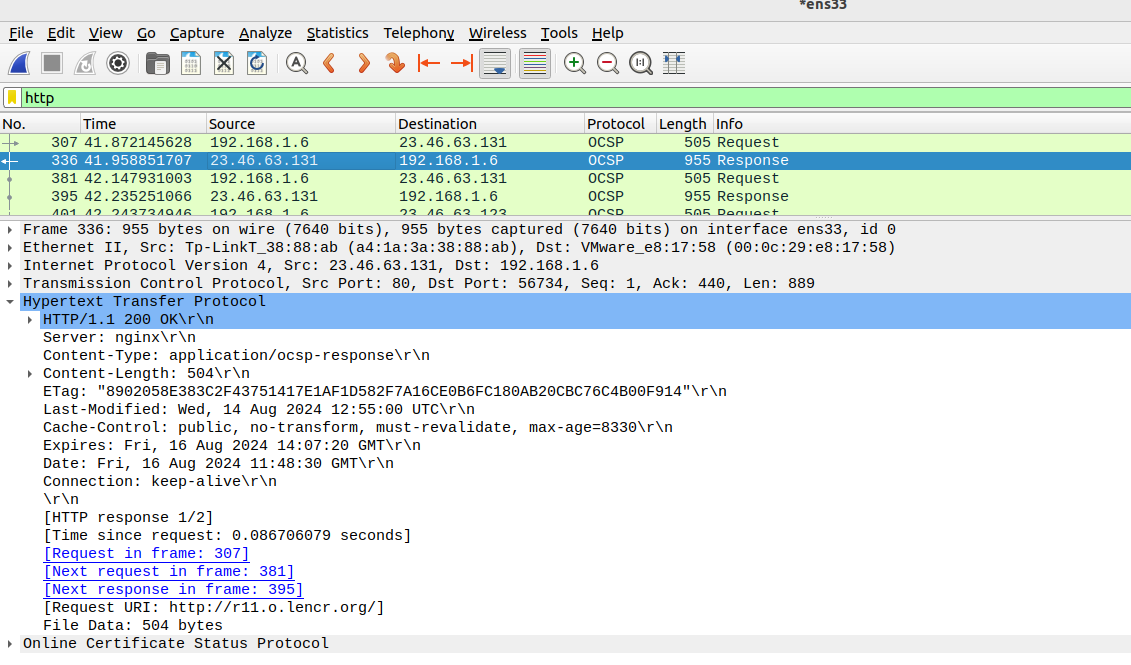 *ens33
File Edit View Go Capture Analyze Statistics Telephony Wireless Tools Help
http
No. Time Source Destination Protocol Length Info
307 41.872145628 192.168.1.6 23.46.63.131 OCSP 505 Request
336 41.958851707 23.46.63.131 192.168.1.6 OCSP 955 Response
381 42.147931003 192.168.1.6 23.46.63.131 OCSP 505 Request
395 42.235251066 23.46.63.131 192.168.1.6 OCSP 955 Response
401 42.243734946 192.168.1.6 23.46.63.123 OCSP 505 Request
Frame 336: 955 bytes on wire (7640 bits), 955 bytes captured (7640 bits) on interface ens33, id 0
Ethernet II, Src: Tp-LinkT_38:88:ab (a4:1a:3a:38:88:ab), Dst: VMware_e8:17:58 (00:0c:29:e8:17:58)
Internet Protocol Version 4, Src: 23.46.63.131, Dst: 192.168.1.6
Transmission Control Protocol, Src Port: 80, Dst Port: 56734, Seq: 1, Ack: 440, Len: 889
Hypertext Transfer Protocol
HTTP/1.1 200 OK\r\n
Server: nginx\r\n
Content-Type: application/ocsp-response\r\n
Content-Length: 504\r\n
ETag: "8902058E383C2F43751417E1AF1D582F7A16CE0B6FC180AB20CBC76C4B00F914"\r\n
Last-Modified: Wed, 14 Aug 2024 12:55:00 UTC\r\n
Cache-Control: public, no-transform, must-revalidate, max-age=8330\r\n
Expires: Fri, 16 Aug 2024 14:07:20 GMT\r\n
Date: Fri, 16 Aug 2024 11:48:30 GMT\r\n
Connection: keep-alive\r\n
\r\n
[HTTP response 1/2]
[Time since request: 0.086706079 seconds]
[Request in frame: 307]
[Next request in frame: 381]
[Next response in frame: 395]
[Request URI: http://r11.o.lencr.org/]
File Data: 504 bytes
Online Certificate Status Protocol